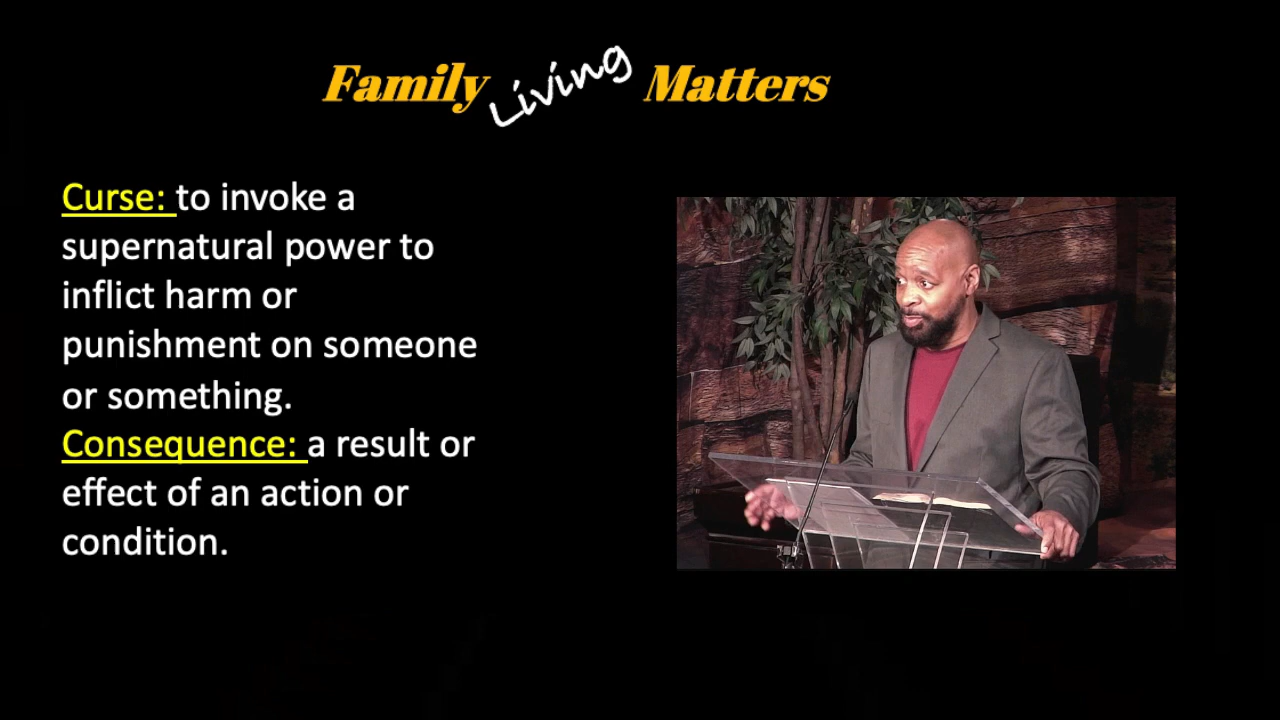 Family Living Matters
Curse: to invoke a
supernatural power to
inflict harm or
punishment on someone
or something.
Consequence: a result or
effect of an action or
condition.